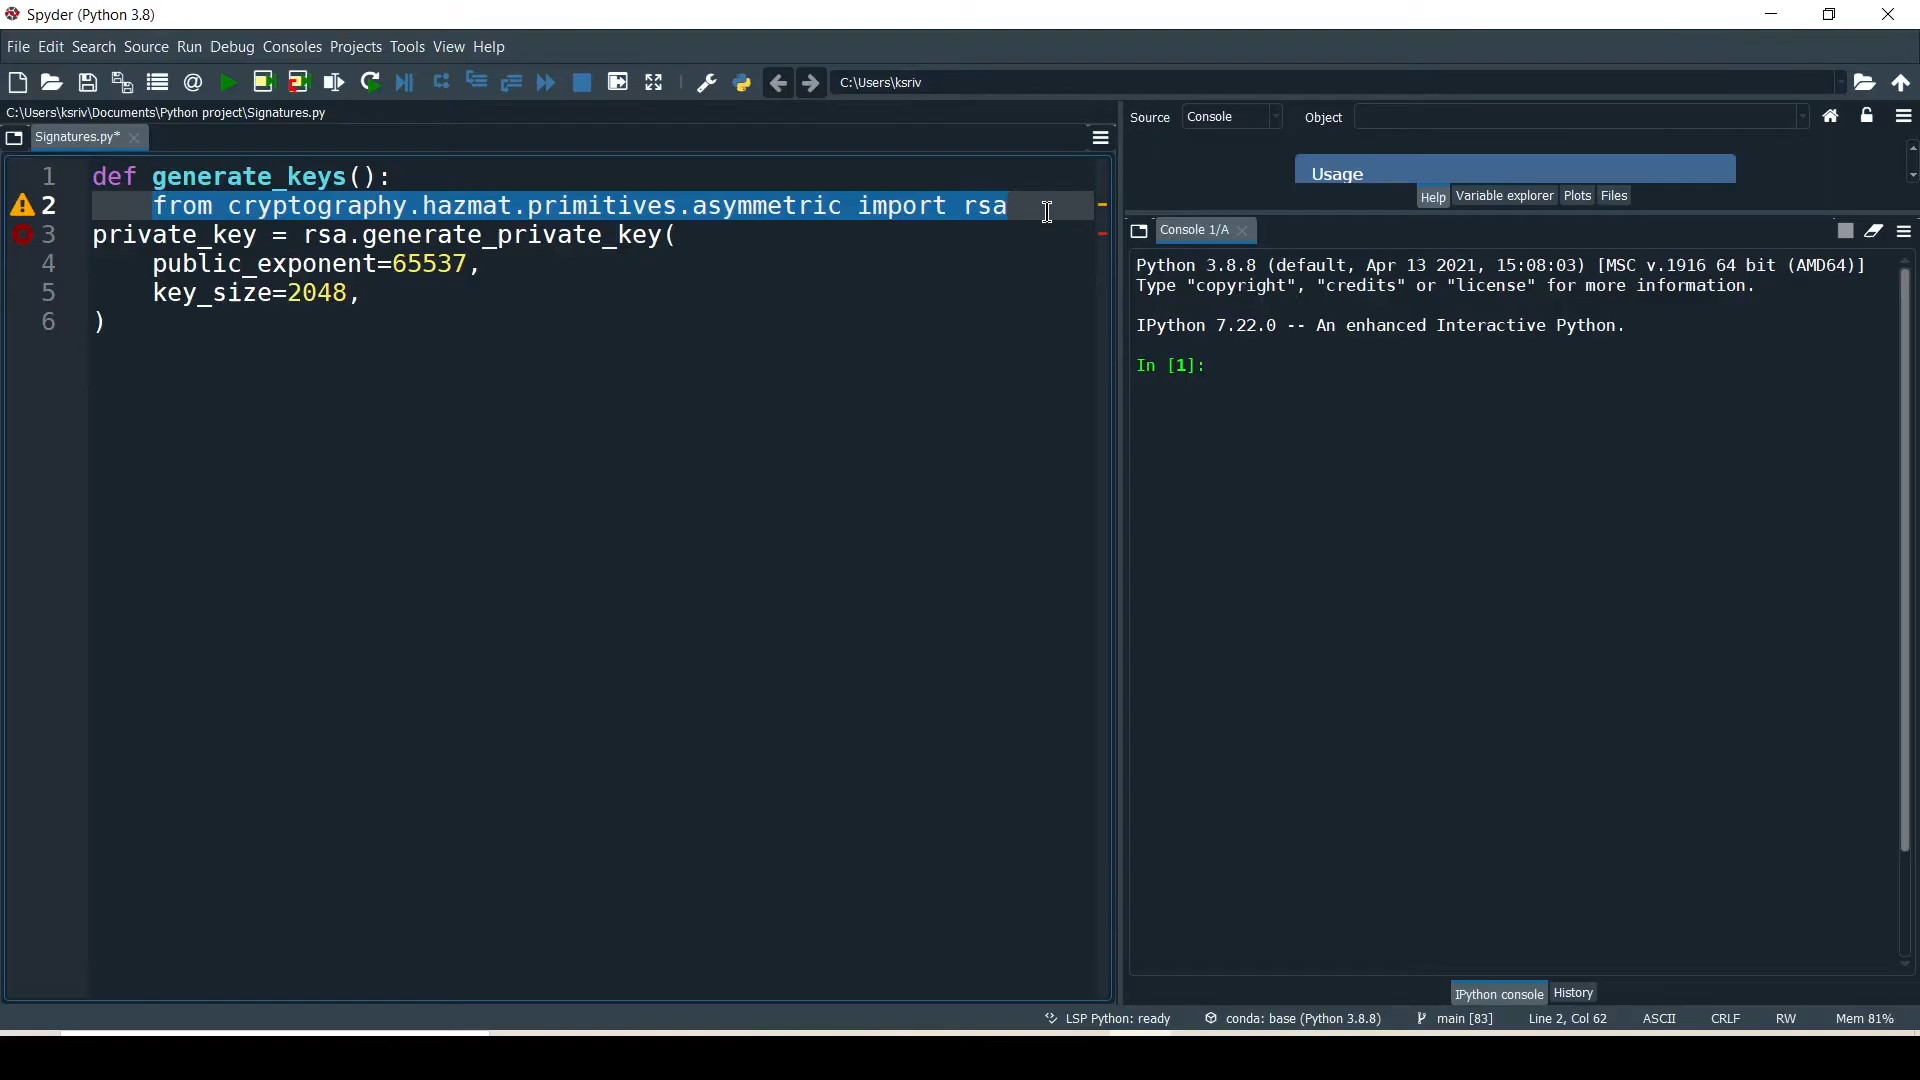 Spyder (Python 3.8)
File Edit Search Source Run Debug Consoles Projects Tools View Help
C:\Users\ksriv
C:\Users\ksriv\Documents\Python project\Signatures.py
Signatures.py*
1 def generate_keys():
2     from cryptography.hazmat.primitives.asymmetric import rsa
3 private_key = rsa.generate_private_key(
4     public_exponent=65537,
5     key_size=2048,
6 )
Source Console Object
Usage
Help Variable explorer Plots Files
Console 1/A
Python 3.8.8 (default, Apr 13 2021, 15:08:03) [MSC v.1916 64 bit (AMD64)]
Type "copyright", "credits" or "license" for more information.
IPython 7.22.0 -- An enhanced Interactive Python.
In [1]:
IPython console History
LSP Python: ready conda: base (Python 3.8.8) main [83] Line 2, Col 62 ASCII CRLF RW Mem 81%